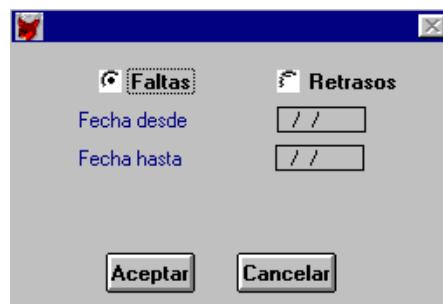 Faltas Retrasos
Fecha desde / /
Fecha hasta / /
Aceptar Cancelar